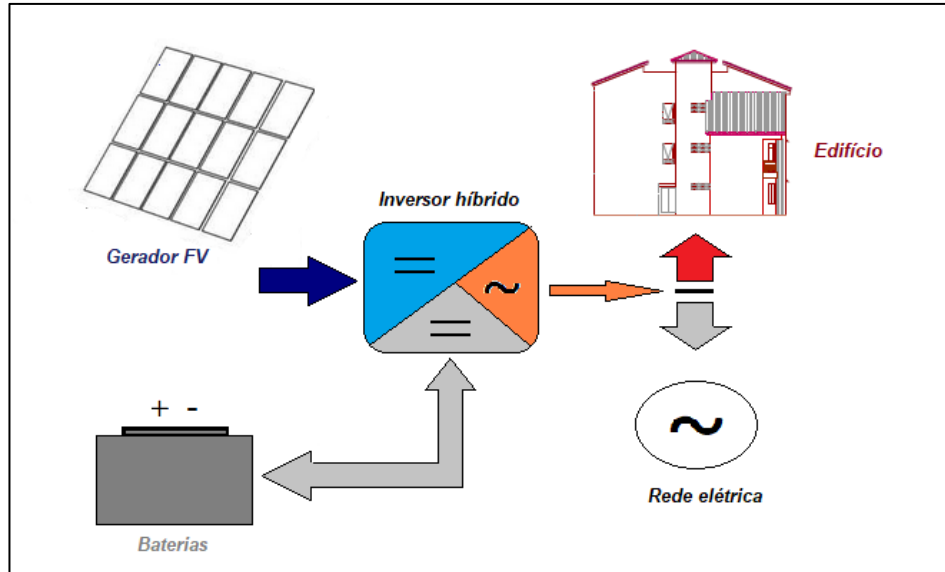 Edifício
Inversor híbrido
Gerador FV
+ -
Rede elétrica
Baterias